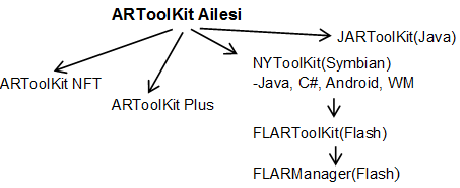 ARToolKit Ailesi
JARToolKit(Java)
NYToolKit(Symbian)
-Java, C#, Android, WM
ARToolKit NFT
ARToolKit Plus
FLARToolKit(Flash)
FLARManager(Flash)